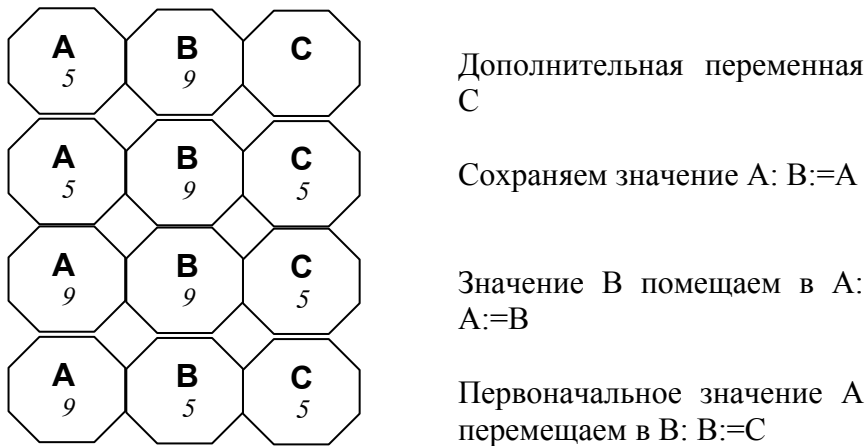 A B C
5 9
Дополнительная переменная
С
A B C
5 9 5
Сохраняем значение А: В:=А
A B C
9 9 5
Значение В помещаем в А:
А:=В
A B C
9 5 5
Первоначальное значение А
перемещаем в В: В:=С